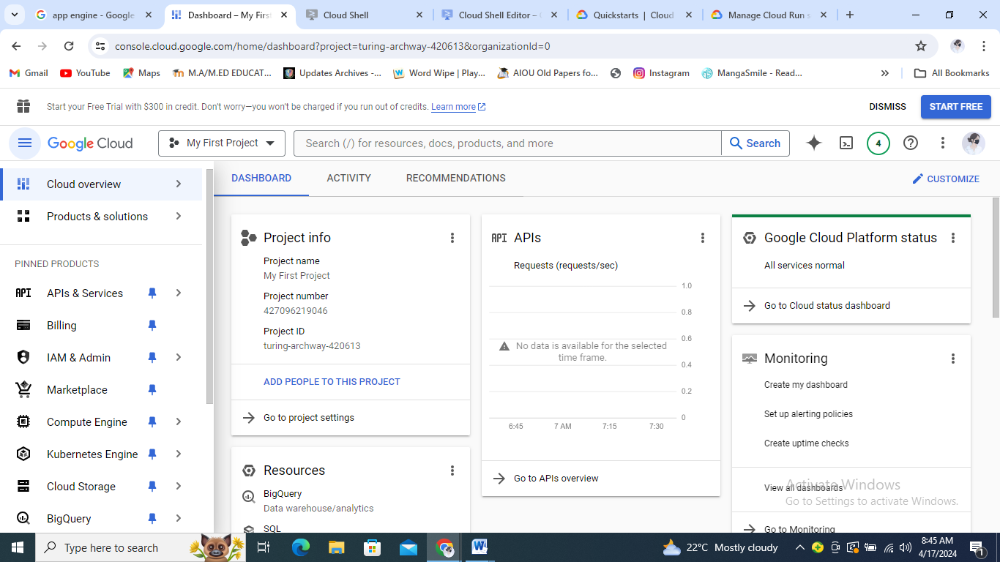 app engine - Google
Dashboard – My Firs
Cloud Shell
Cloud Shell Editor –
Quickstarts | Cloud
Manage Cloud Run s
console.cloud.google.com/home/dashboard?project=turing-archway-420613&organizationId=0
Gmail
YouTube
Maps
M.A/M.ED EDUCAT...
Updates Archives -...
Word Wipe | Play...
AIOU Old Papers fo...
Instagram
MangaSmile - Read...
All Bookmarks
Start your Free Trial with $300 in credit. Don't worry—you won't be charged if you run out of credits. Learn more
DISMISS
START FREE
Google Cloud
My First Project
Search (/) for resources, docs, products, and more
Search
4
Cloud overview
Products & solutions
PINNED PRODUCTS
API APIs & Services
Billing
IAM & Admin
Marketplace
Compute Engine
Kubernetes Engine
Cloud Storage
BigQuery
DASHBOARD
ACTIVITY
RECOMMENDATIONS
CUSTOMIZE
Project info
Project name
My First Project
Project number
427096219046
Project ID
turing-archway-420613
ADD PEOPLE TO THIS PROJECT
Go to project settings
Resources
BigQuery
Data warehouse/analytics
SQL
API APIs
Requests (requests/sec)
1.0
0.8
0.6
No data is available for the selected
time frame.
0.4
0.2
0
6:45 7 AM 7:15 7:30
Go to APIs overview
Google Cloud Platform status
All services normal
Go to Cloud status dashboard
Monitoring
Create my dashboard
Set up alerting policies
Create uptime checks
View all dashboards
Go to Monitoring
Activate Windows
Go to Settings to activate Windows.
Type here to search
22°C Mostly cloudy
8:45 AM
4/17/2024
1